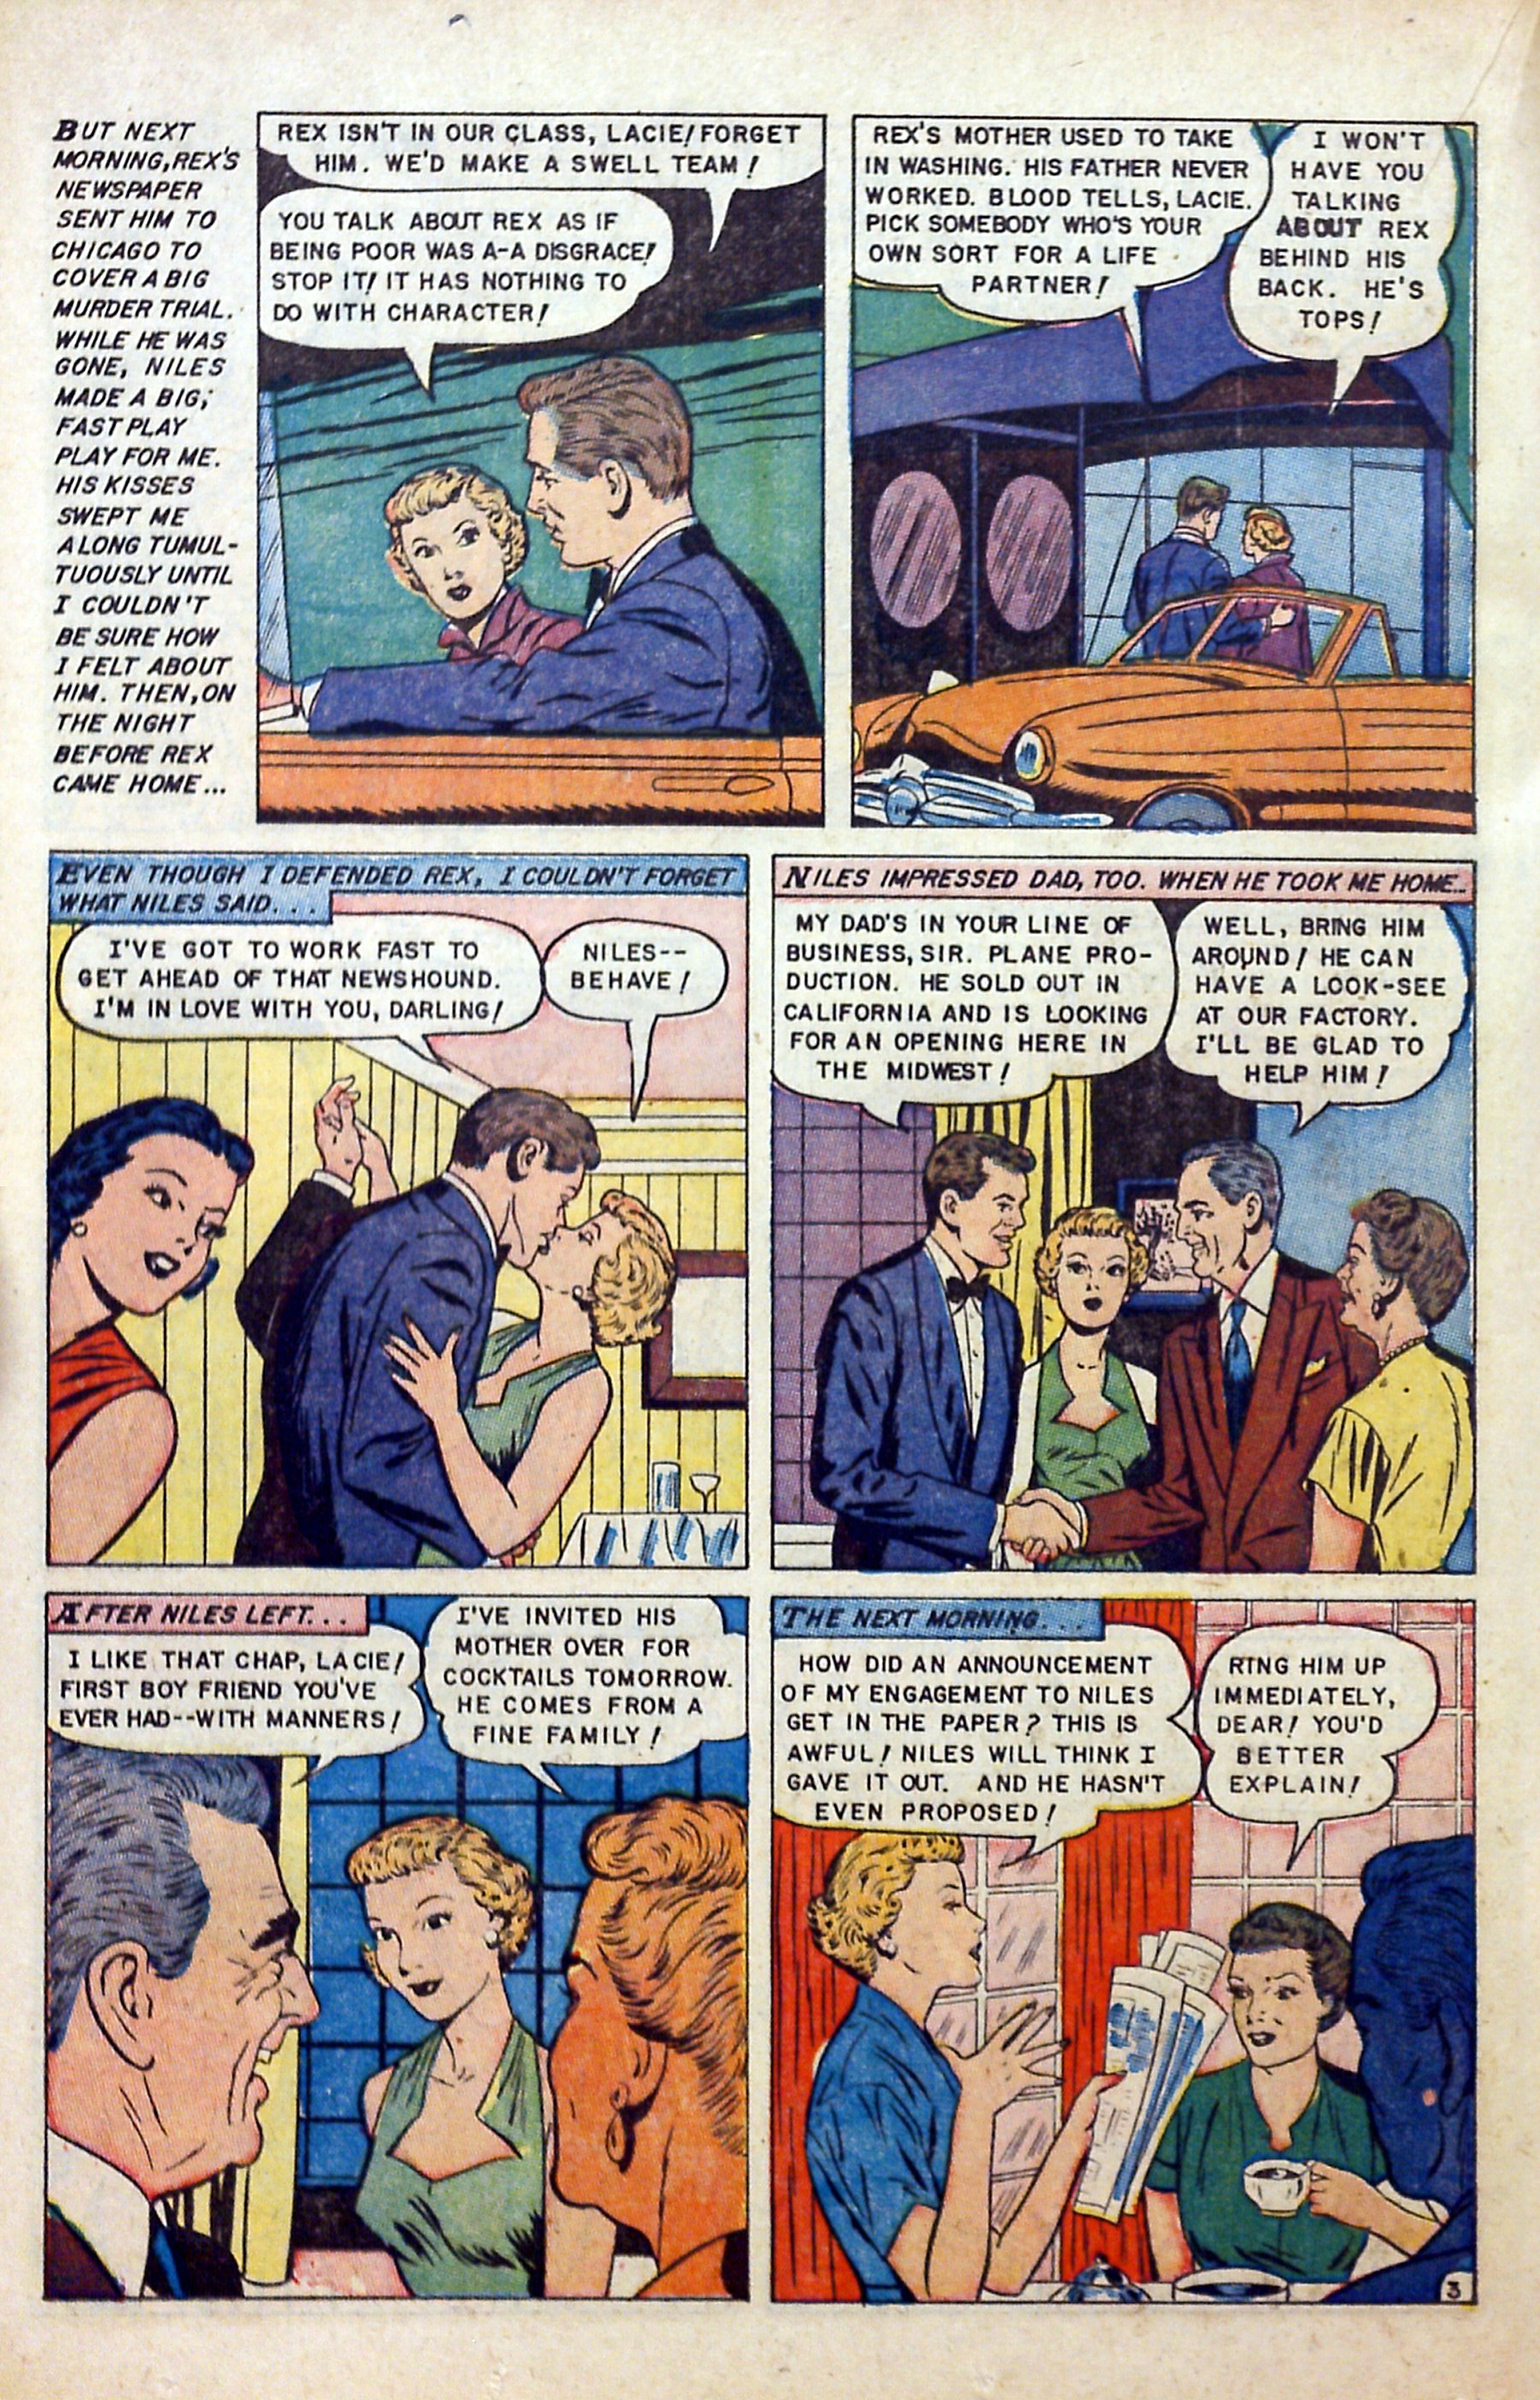 BUT NEXT
MORNING, REX'S
NEWSPAPER
SENT HIM TO
CHICAGO TO
COVER A BIG
MURDER TRIAL.
WHILE HE WAS
GONE, NILES
MADE A BIG,
FAST PLAY
PLAY FOR ME.
HIS KISSES
SWEPT ME
ALONG TUMUL-
TUOUSLY UNTIL
I COULDN'T
BE SURE HOW
I FELT ABOUT
HIM. THEN, ON
THE NIGHT
BEFORE REX
CAME HOME...
REX ISN'T IN OUR CLASS, LACIE! FORGET
HIM. WE'D MAKE A SWELL TEAM!
YOU TALK ABOUT REX AS IF
BEING POOR WAS A-A DISGRACE!
STOP IT! IT HAS NOTHING TO
DO WITH CHARACTER!
REX'S MOTHER USED TO TAKE
IN WASHING. HIS FATHER NEVER
WORKED. BLOOD TELLS, LACIE.
PICK SOMEBODY WHO'S YOUR
OWN SORT FOR A LIFE
PARTNER!
I WON'T
HAVE YOU
TALKING
ABOUT REX
BEHIND HIS
BACK. HE'S
TOPS!
EVEN THOUGH I DEFENDED REX, I COULDN'T FORGET
WHAT NILES SAID...
I'VE GOT TO WORK FAST TO
GET AHEAD OF THAT NEWSHOUND.
I'M IN LOVE WITH YOU, DARLING!
NILES--
BEHAVE!
NILES IMPRESSED DAD, TOO. WHEN HE TOOK ME HOME..
MY DAD'S IN YOUR LINE OF
BUSINESS, SIR. PLANE PRO-
DUCTION. HE SOLD OUT IN
CALIFORNIA AND IS LOOKING
FOR AN OPENING HERE IN
THE MIDWEST!
WELL, BRING HIM
AROUND! HE CAN
HAVE A LOOK-SEE
AT OUR FACTORY.
I'LL BE GLAD TO
HELP HIM!
AFTER NILES LEFT...
I LIKE THAT CHAP, LACIE!
FIRST BOY FRIEND YOU'VE
EVER HAD--WITH MANNERS!
I'VE INVITED HIS
MOTHER OVER FOR
COCKTAILS TOMORROW.
HE COMES FROM A
FINE FAMILY!
THE NEXT MORNING...
HOW DID AN ANNOUNCEMENT
OF MY ENGAGEMENT TO NILES
GET IN THE PAPER? THIS IS
AWFUL! NILES WILL THINK I
GAVE IT OUT. AND HE HASN'T
EVEN PROPOSED!
RING HIM UP
IMMEDIATELY,
DEAR! YOU'D
BETTER
EXPLAIN!
3